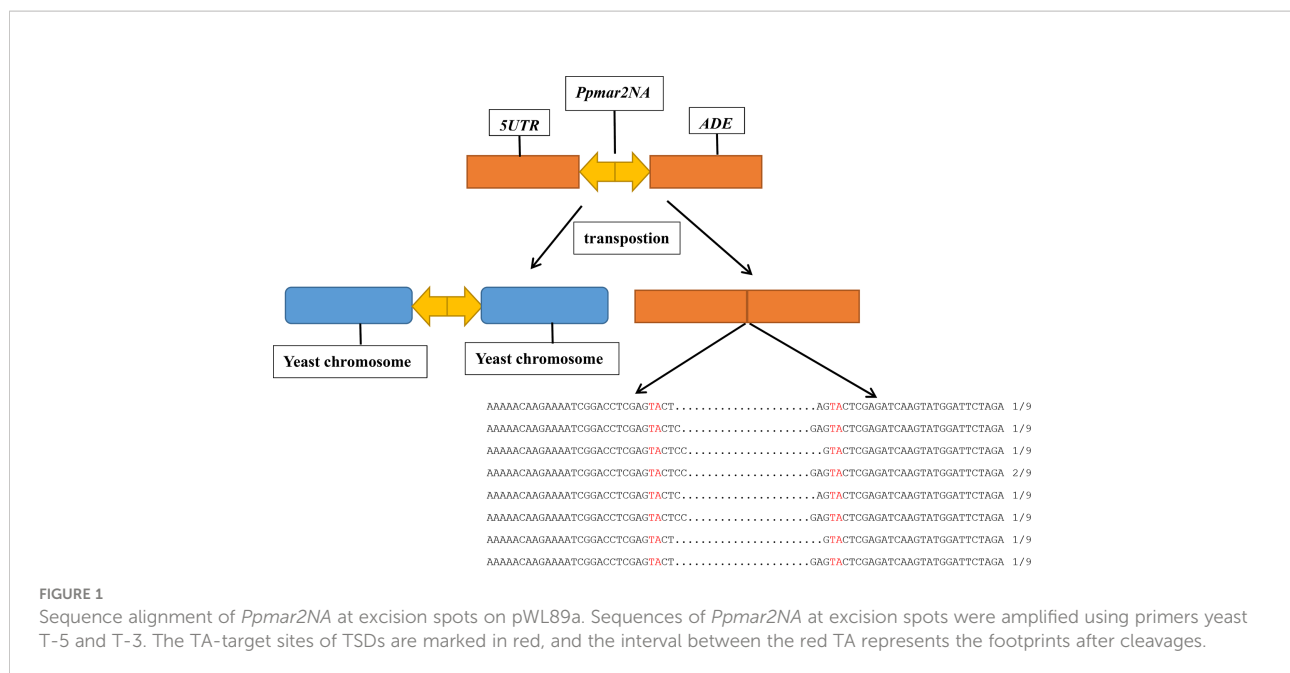 Ppmar2NA
5UTR
ADE
transpostion
Yeast chromosome
Yeast chromosome
AAAAACAAGAAAATCGGACCTCGAGTACT.....................AGTACTCGAGATCAAGTATGGATTCTAGA 1/9
AAAAACAAGAAAATCGGACCTCGAGTACTC...................GAGTACTCGAGATCAAGTATGGATTCTAGA 1/9
AAAAACAAGAAAATCGGACCTCGAGTACTCC....................GTACTCGAGATCAAGTATGGATTCTAGA 1/9
AAAAACAAGAAAATCGGACCTCGAGTACTCC..................GAGTACTCGAGATCAAGTATGGATTCTAGA 2/9
AAAAACAAGAAAATCGGACCTCGAGTACTC....................AGTACTCGAGATCAAGTATGGATTCTAGA 1/9
AAAAACAAGAAAATCGGACCTCGAGTACTCC..................GAGTACTCGAGATCAAGTATGGATTCTAGA 1/9
AAAAACAAGAAAATCGGACCTCGAGTACT......................GTACTCGAGATCAAGTATGGATTCTAGA 1/9
AAAAACAAGAAAATCGGACCTCGAGTACT....................GAGTACTCGAGATCAAGTATGGATTCTAGA 1/9
FIGURE 1
Sequence alignment of Ppmar2NA at excision spots on pWL89a. Sequences of Ppmar2NA at excision spots were amplified using primers yeast
T-5 and T-3. The TA-target sites of TSDs are marked in red, and the interval between the red TA represents the footprints after cleavages.